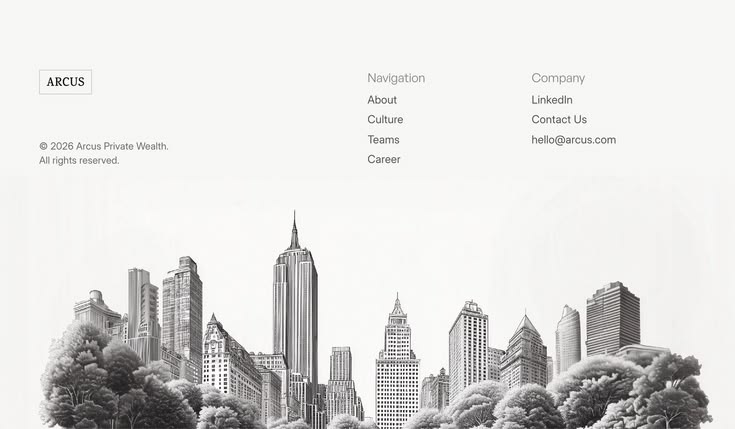 ARCUS
© 2026 Arcus Private Wealth.
All rights reserved.
Navigation
About
Culture
Teams
Career
Company
LinkedIn
Contact Us
hello@arcus.com